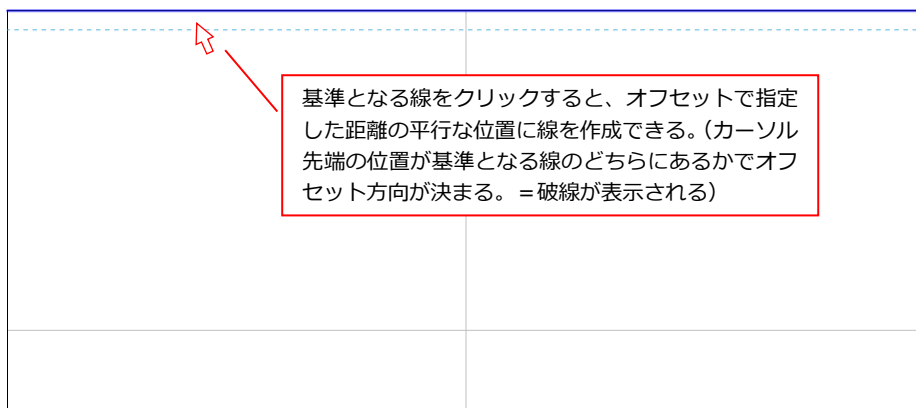 基準となる線をクリックすると、オフセットで指定
した距離の平行な位置に線を作成できる。（カーソル
先端の位置が基準となる線のどちらにあるかでオフ
セット方向が決まる。＝破線が表示される）